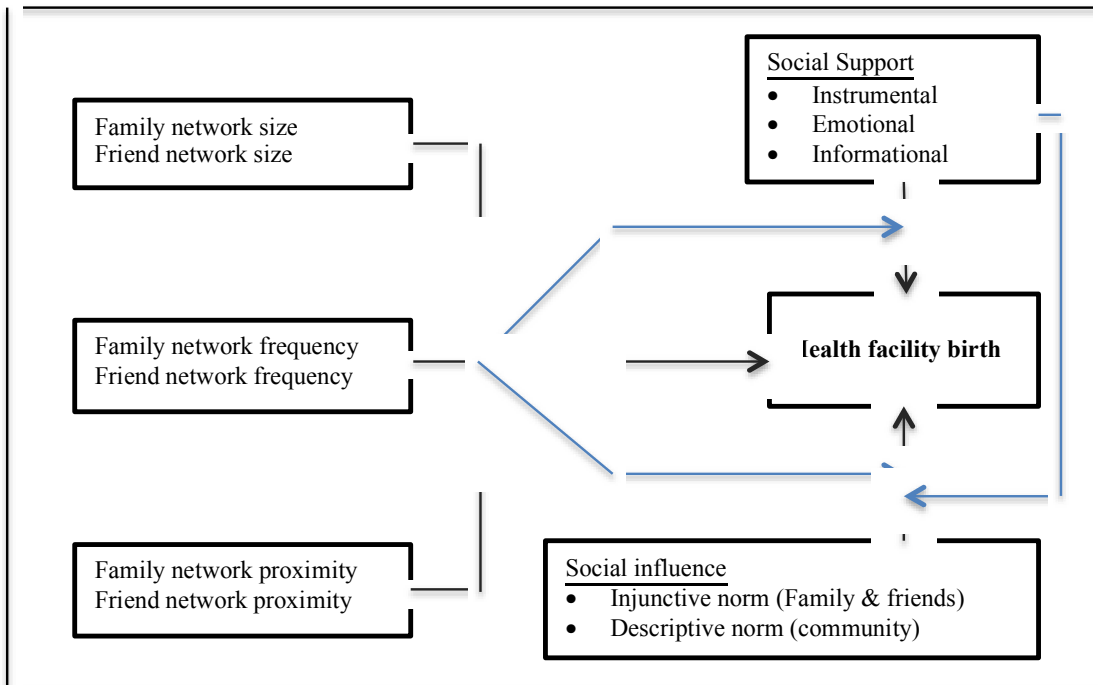 Family network size
Friend network size
Social Support
• Instrumental
• Emotional
• Informational
Family network frequency
Friend network frequency
ealth facility birth
Family network proximity
Friend network proximity
Social influence
• Injunctive norm (Family & friends)
• Descriptive norm (community)